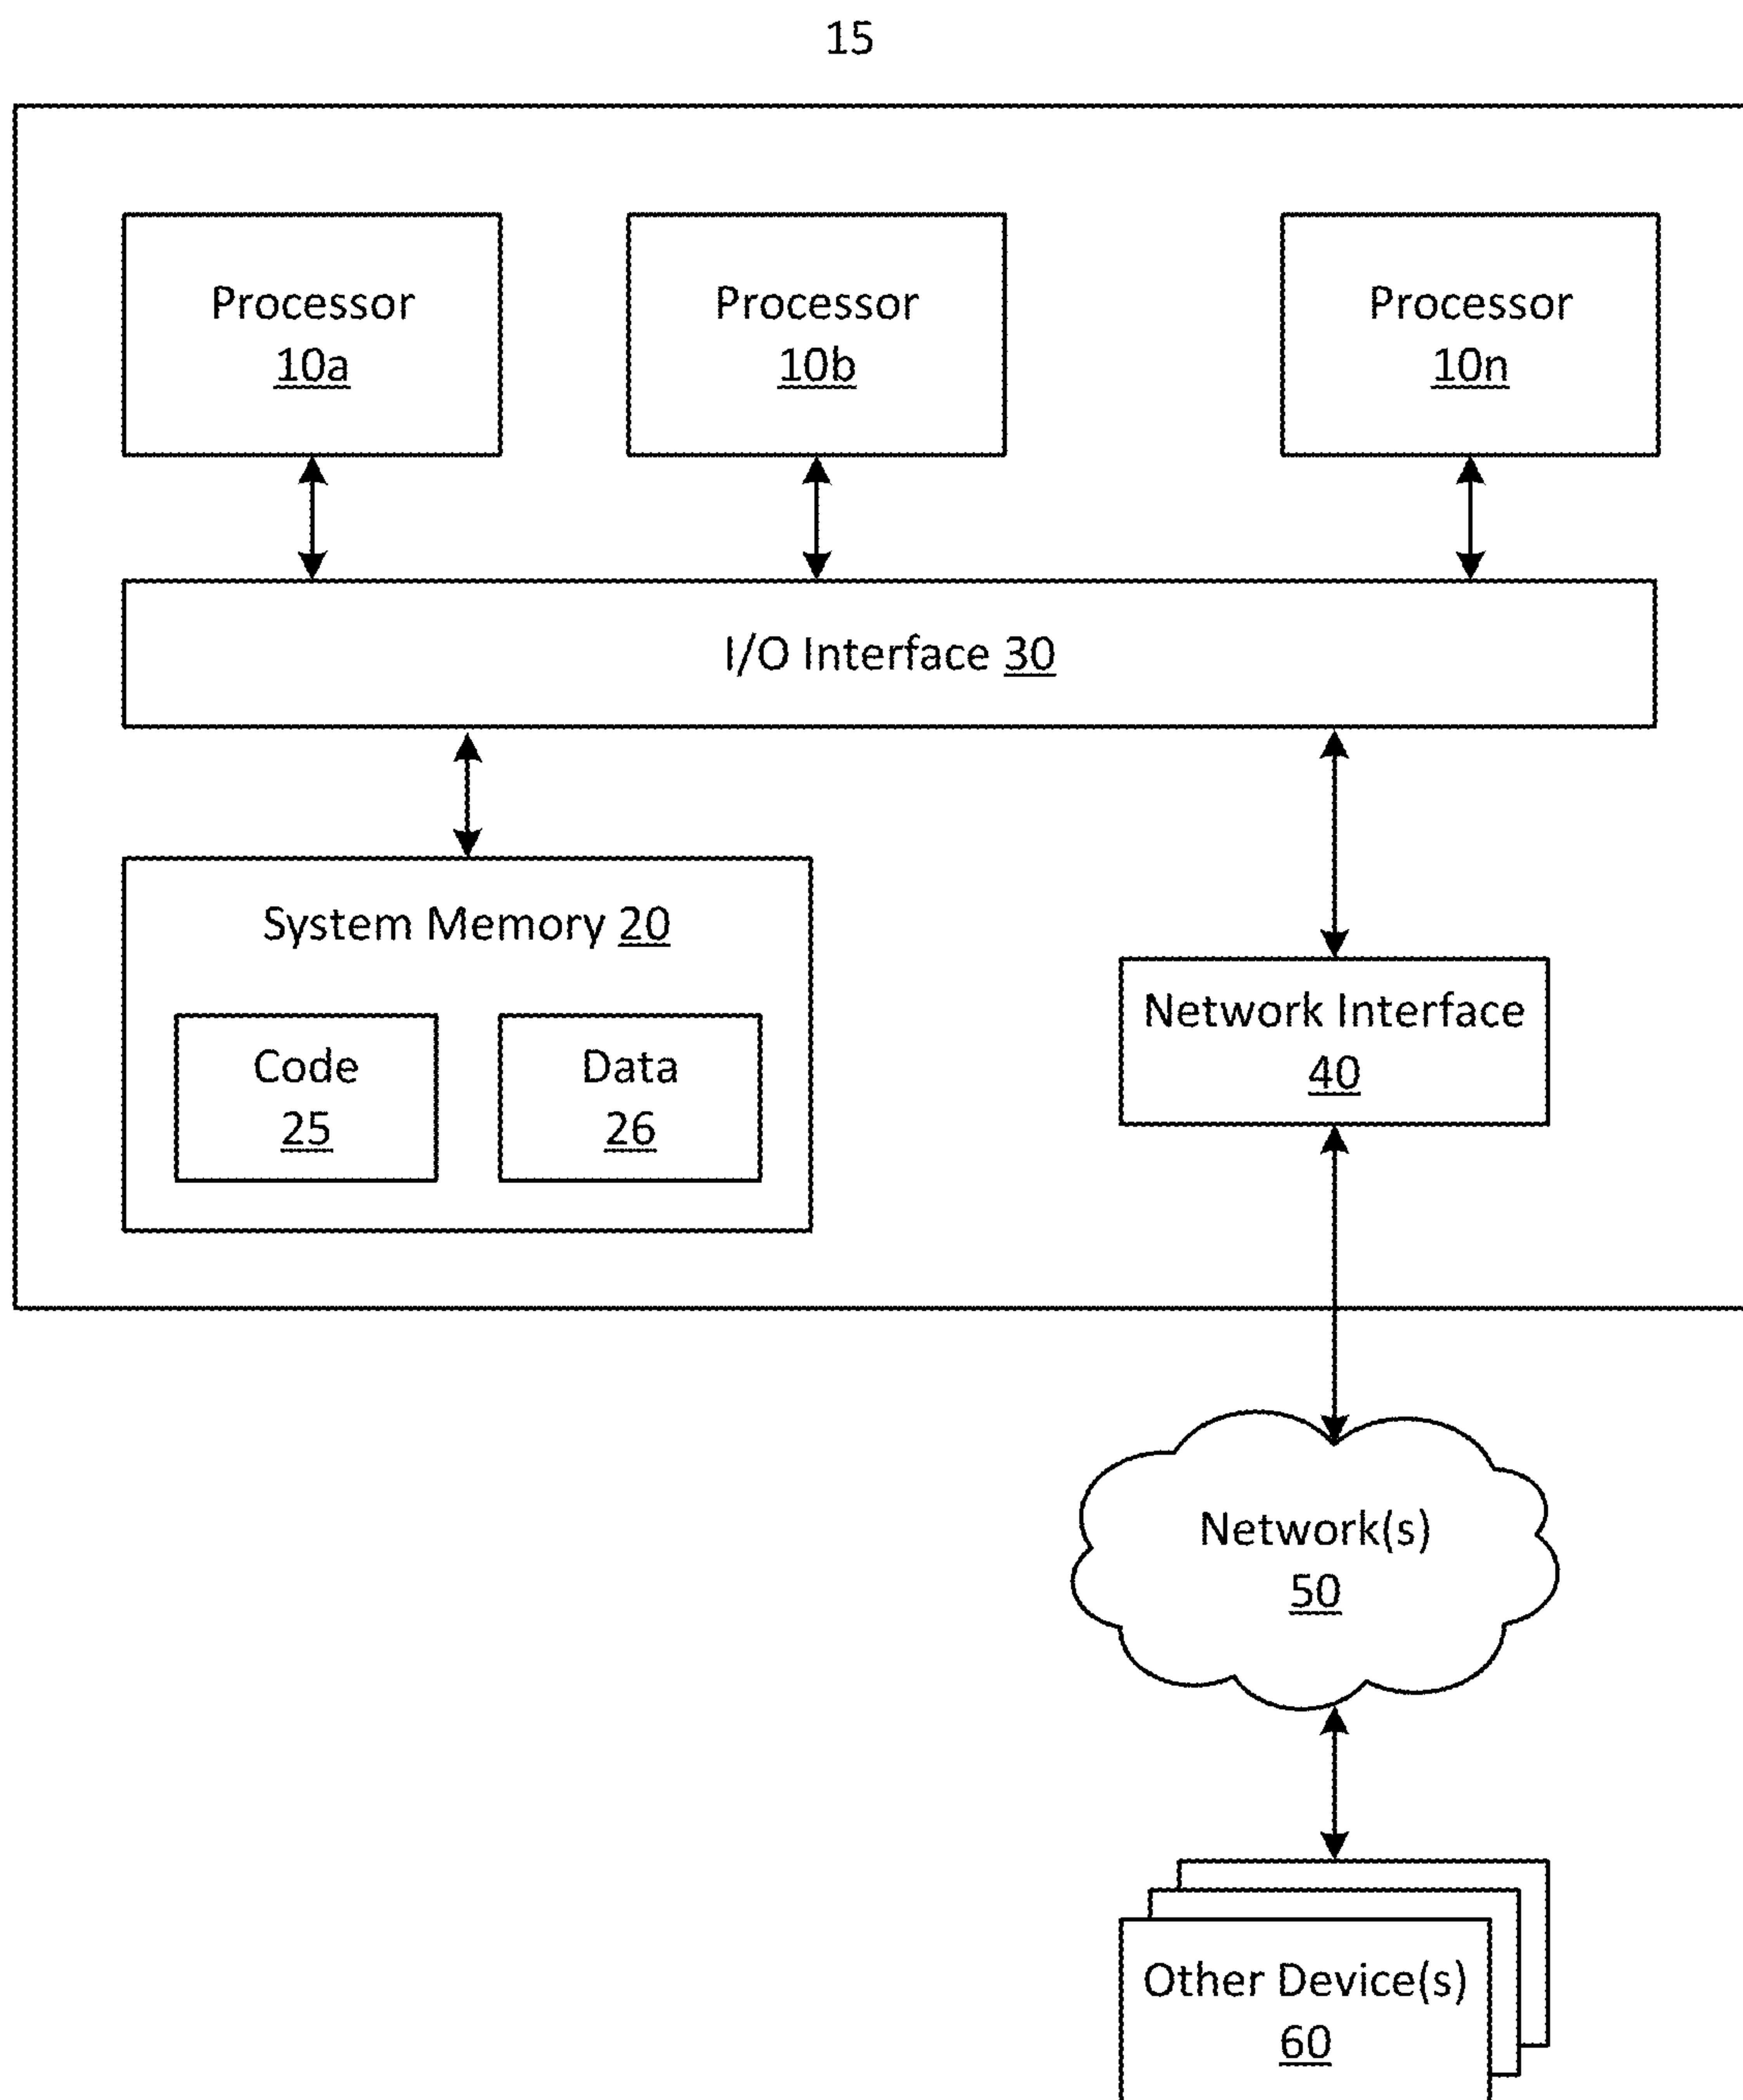 15
Processor
10a
Processor
10b
Processor
10n
I/O Interface 30
System Memory 20
Code
25
Data
26
Network Interface
40
Network(s)
50
Other Device(s)
60